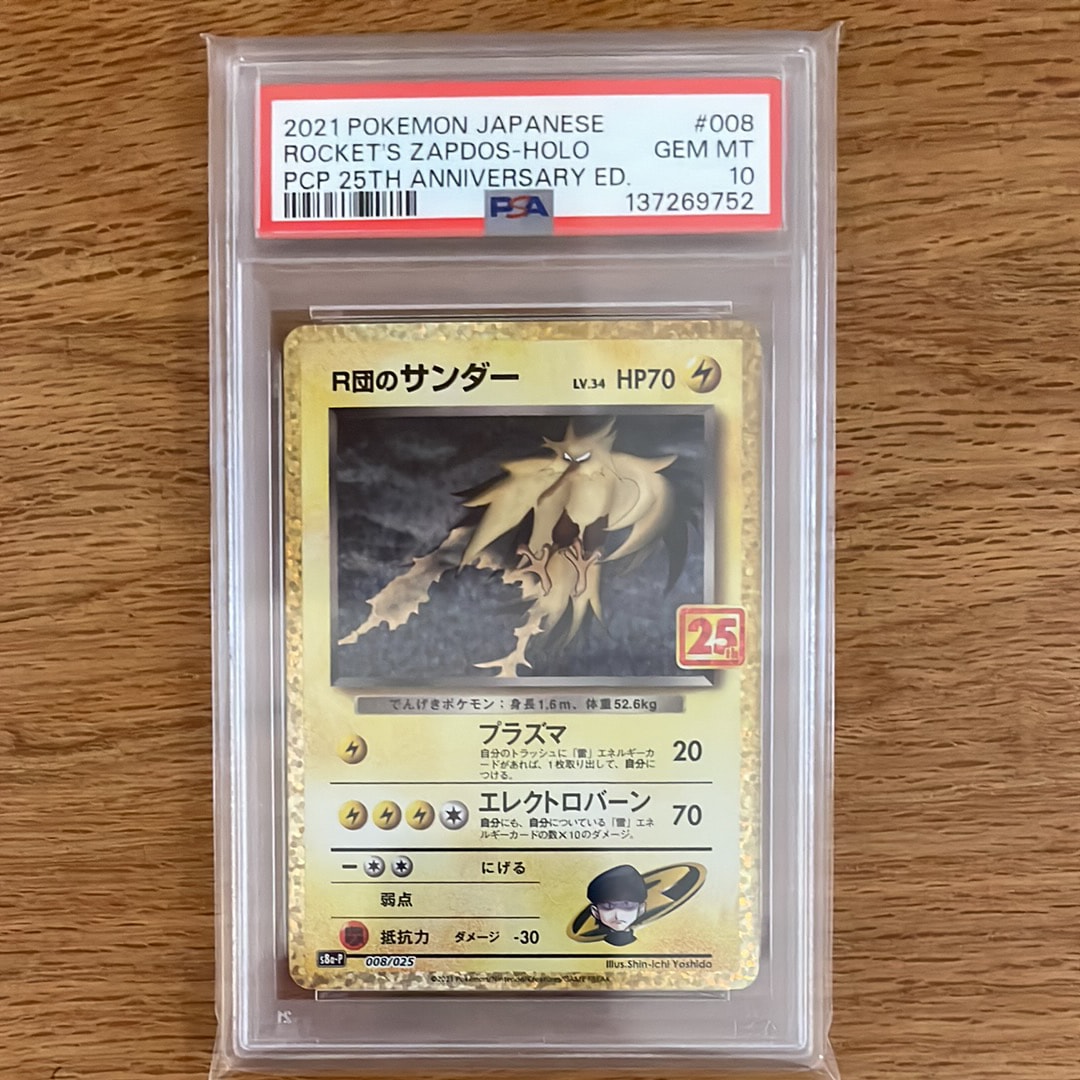 2021 POKEMON JAPANESE #008
ROCKET'S ZAPDOS-HOLO GEM MT
PCP 25TH ANNIVERSARY ED. 10
PSA 137269752
R団のサンダー LV.34 HP70
25th
でんげきポケモン：身長1.6m、体重52.6kg
プラズマ 20
自分のトラッシュに「雷」エネルギーカ
ードがあれば、1枚取り出して、自分に
つける。
エレクトロバーン 70
自分にも、自分についている「雷」エネ
ルギーカードの数×10のダメージ。
にげる
弱点
抵抗力 ダメージ -30
s8a-P 008/025 Illus.Shin-ichi Yoshida
©2021 Pokémon/Nintendo/Creatures/GAME FREAK